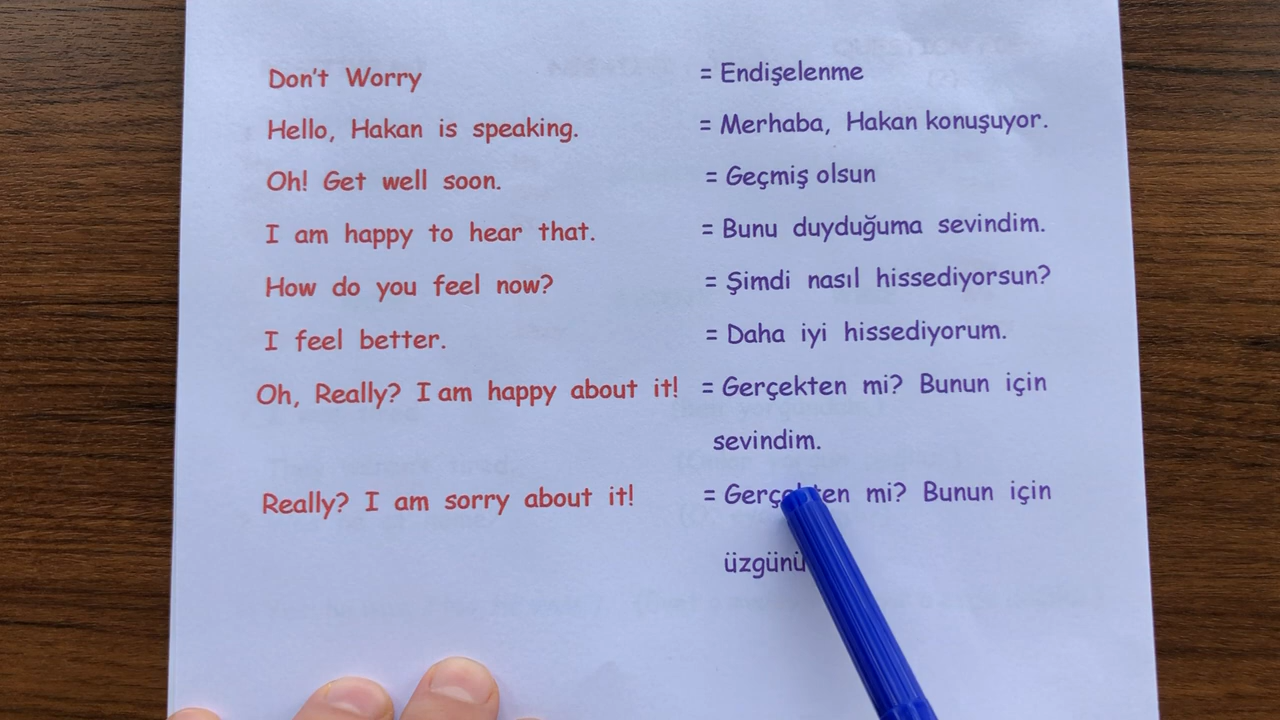 Don't Worry = Endişelenme
Hello, Hakan is speaking. = Merhaba, Hakan konuşuyor.
Oh! Get well soon. = Geçmiş olsun
I am happy to hear that. = Bunu duyduğuma sevindim.
How do you feel now? = Şimdi nasıl hissediyorsun?
I feel better. = Daha iyi hissediyorum.
Oh, Really? I am happy about it! = Gerçekten mi? Bunun için
sevindim.
Really? I am sorry about it! = Gerçekten mi? Bunun için